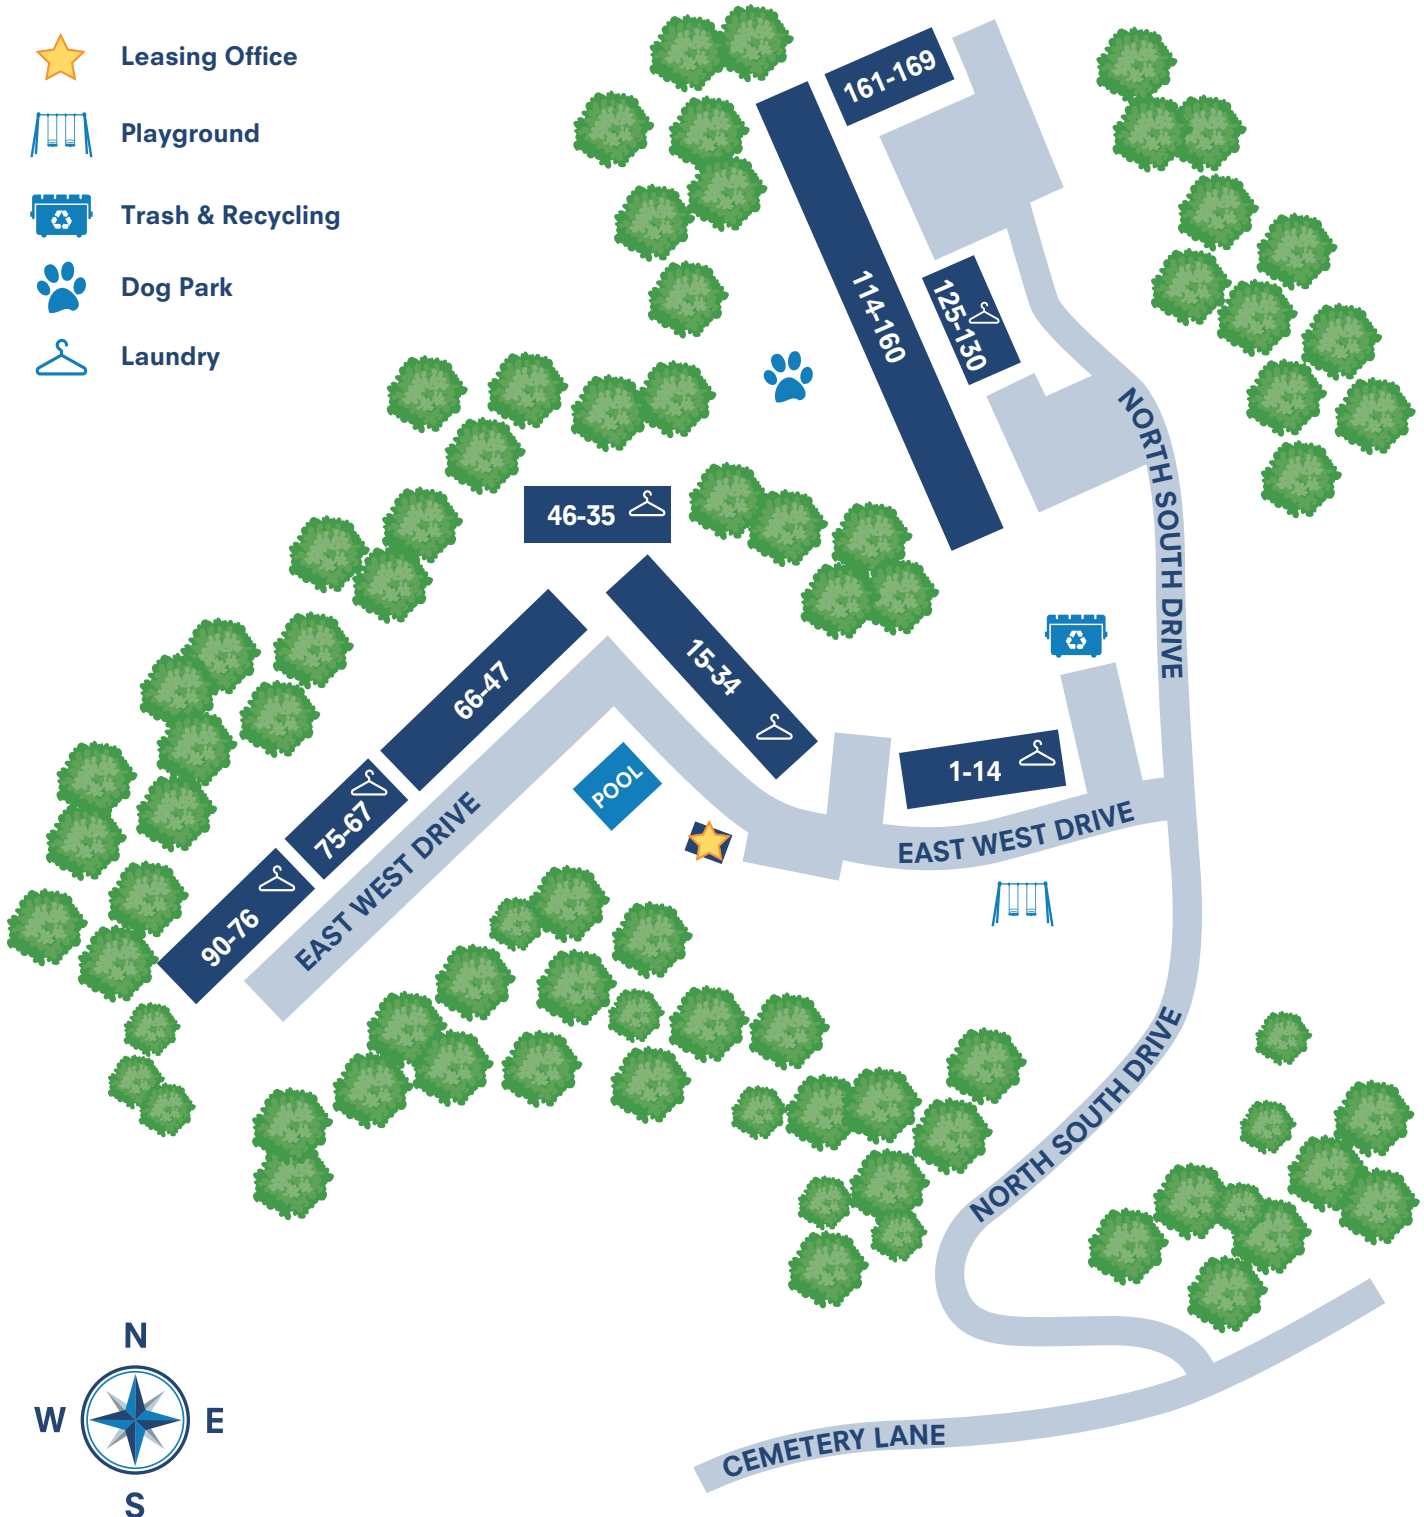 Leasing Office
Playground
Trash & Recycling
Dog Park
Laundry
161-169
114-160
125-130
NORTH SOUTH DRIVE
46-35
15-34
66-47
75-67
90-76
POOL
1-14
EAST WEST DRIVE
EAST WEST DRIVE
NORTH SOUTH DRIVE
CEMETERY LANE
N
W
E
S